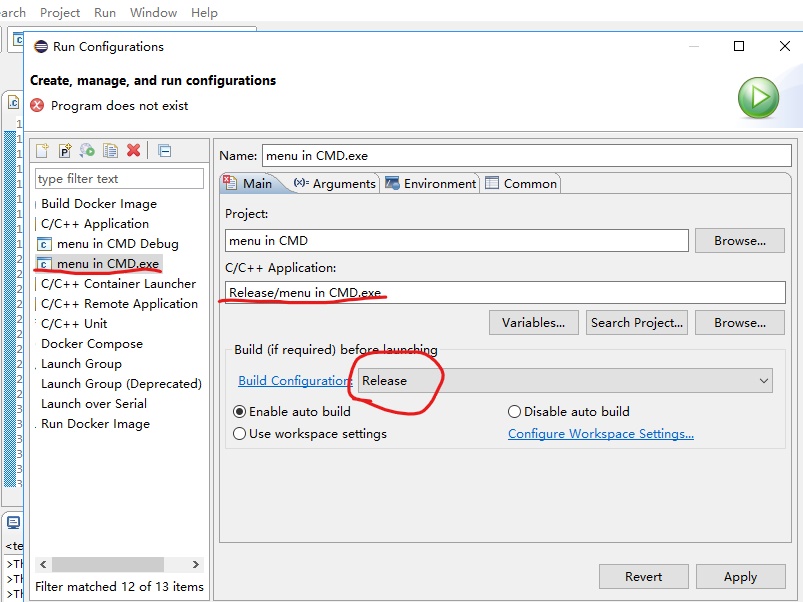 earch Project Run Window Help
Run Configurations
Create, manage, and run configurations
Program does not exist
type filter text
Build Docker Image
C/C++ Application
menu in CMD Debug
menu in CMD.exe
C/C++ Container Launcher
C/C++ Remote Application
C/C++ Unit
Docker Compose
Launch Group
Launch Group (Deprecated)
Launch over Serial
Run Docker Image
Filter matched 12 of 13 items
Name: menu in CMD.exe
Main (x)= Arguments Environment Common
Project:
menu in CMD Browse...
C/C++ Application:
Release/menu in CMD.exe
Variables... Search Project... Browse...
Build (if required) before launching
Build Configuration: Release
Enable auto build Disable auto build
Use workspace settings Configure Workspace Settings...
Revert Apply